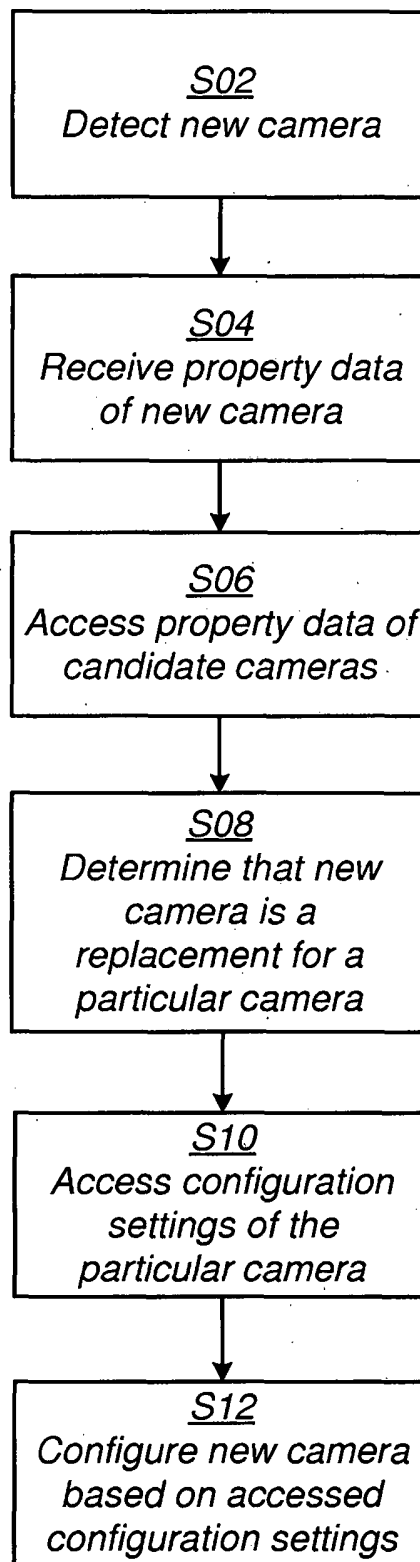 S02
Detect new camera
S04
Receive property data
of new camera
S06
Access property data of
candidate cameras
S08
Determine that new
camera is a
replacement for a
particular camera
S10
Access configuration
settings of the
particular camera
S12
Configure new camera
based on accessed
configuration settings